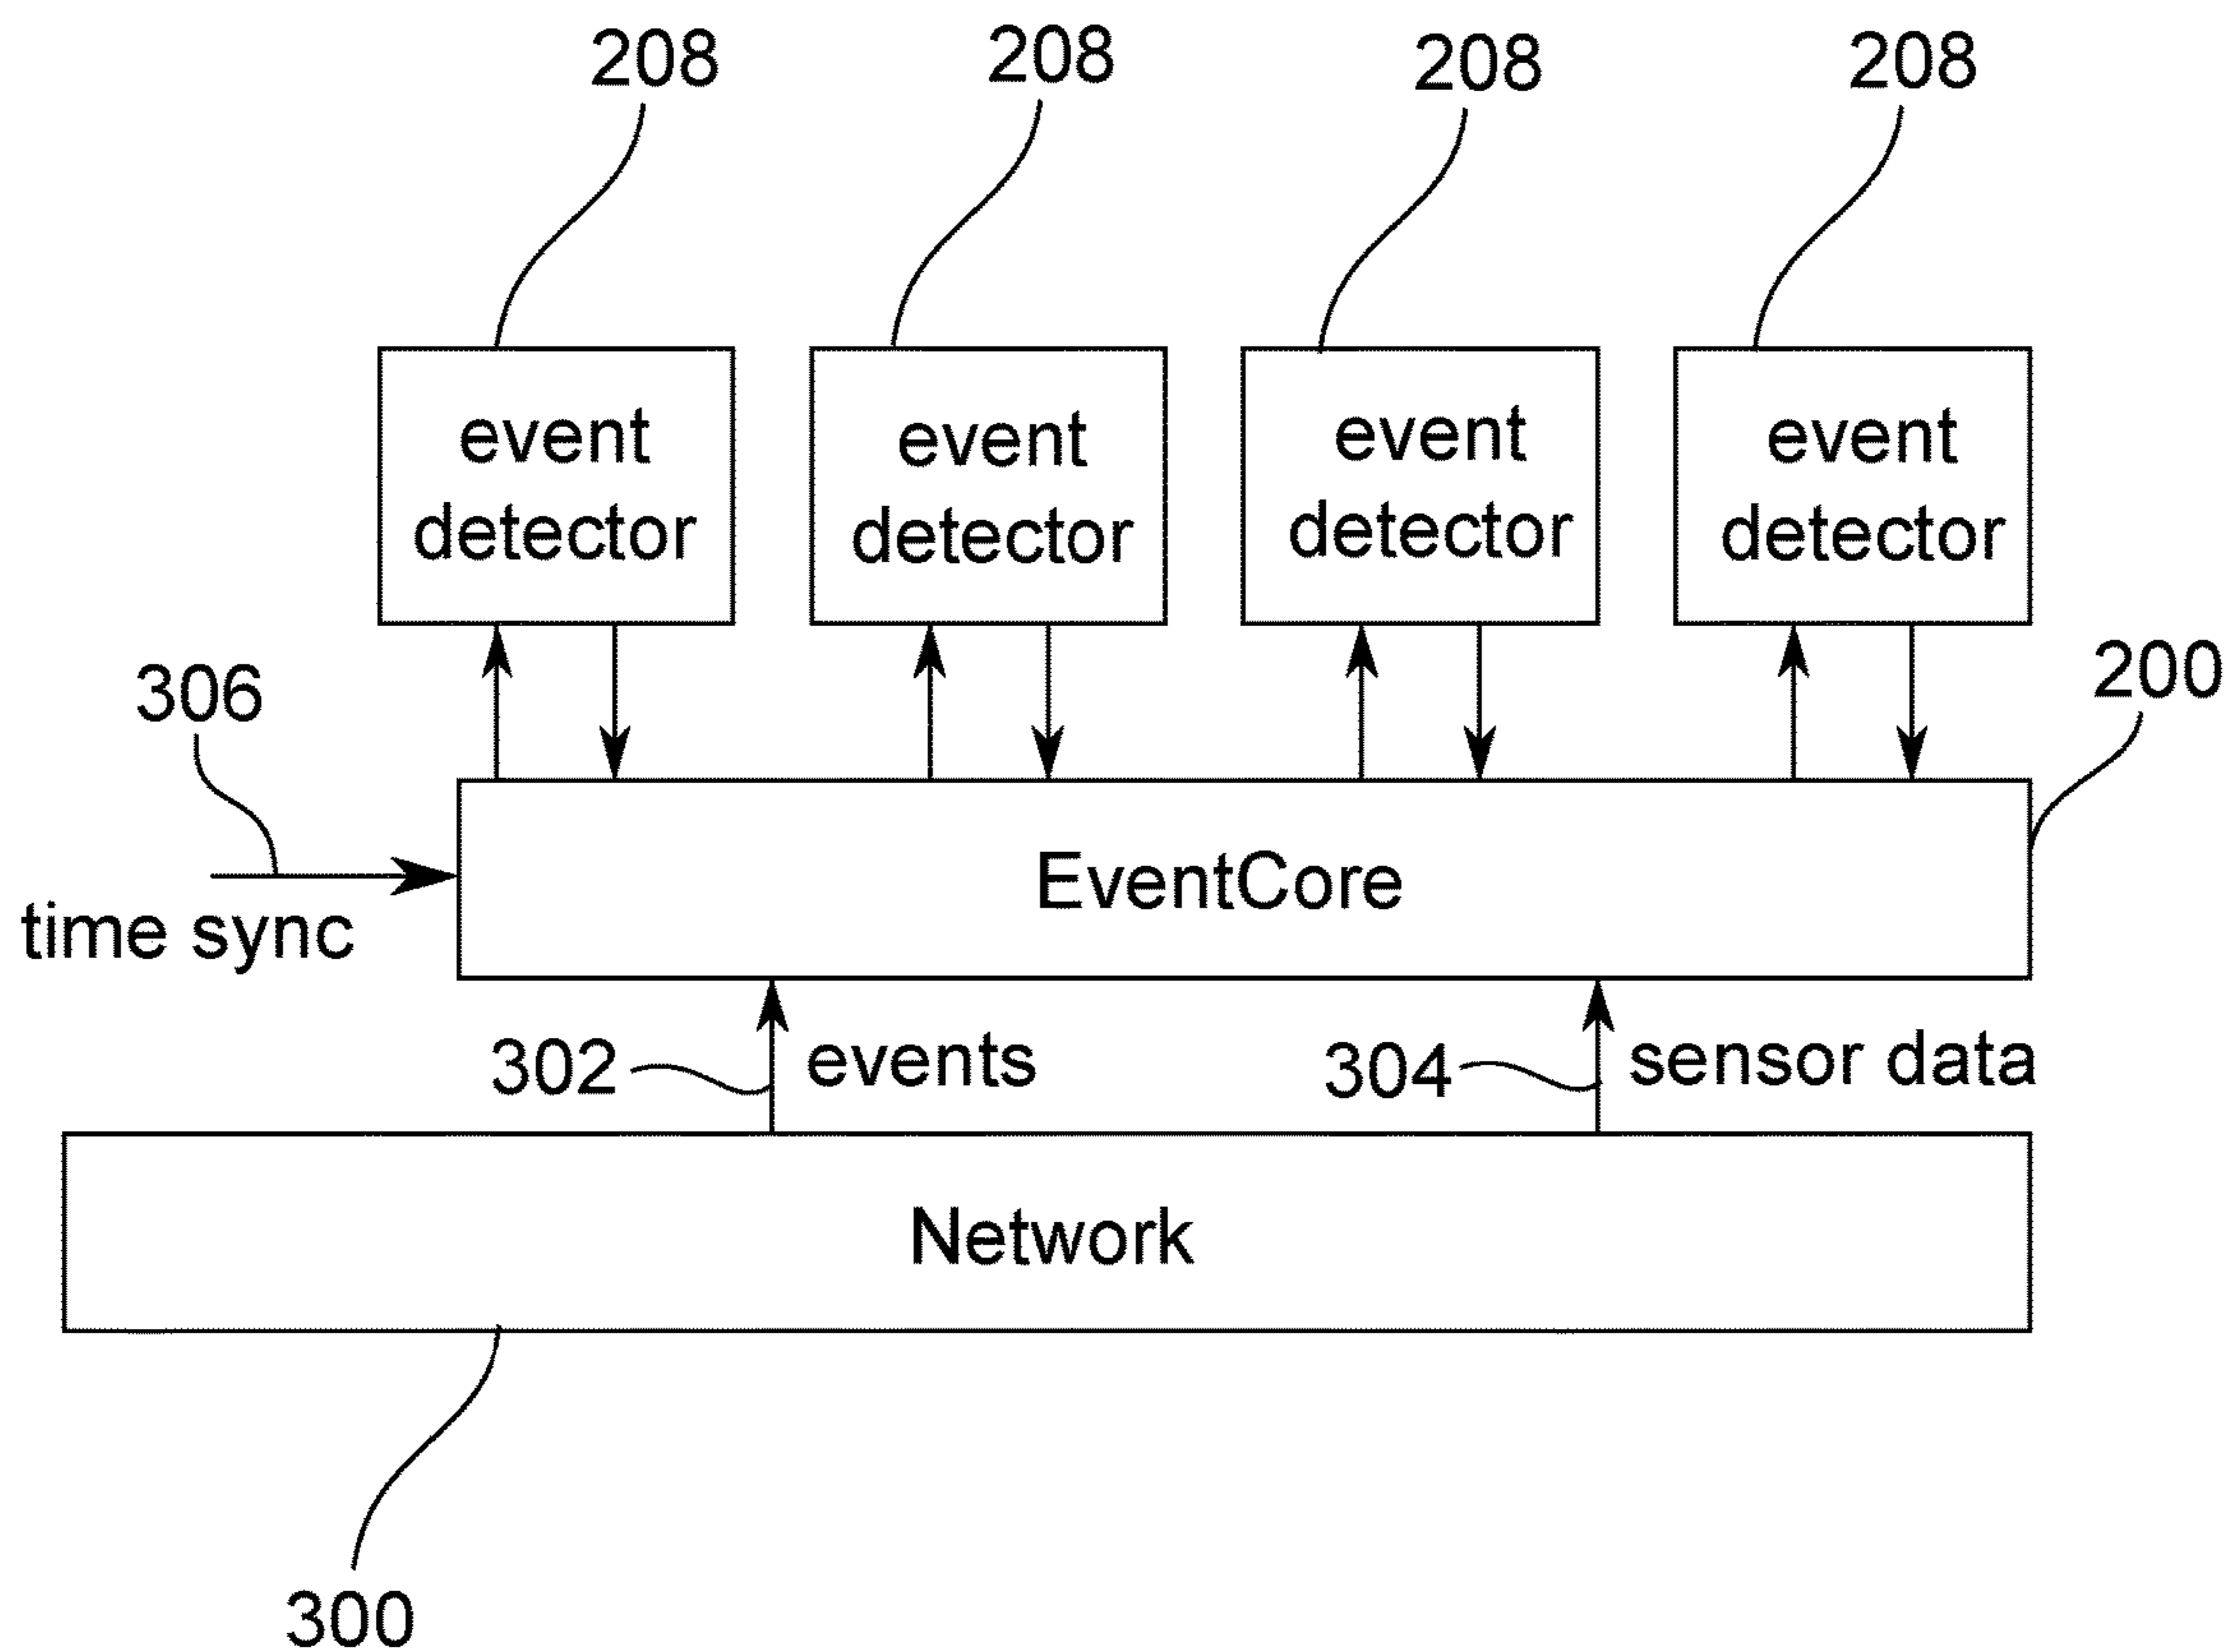 208 208 208 208
event event event event
detector detector detector detector
306 200
EventCore
time sync
302 events 304 sensor data
Network
300